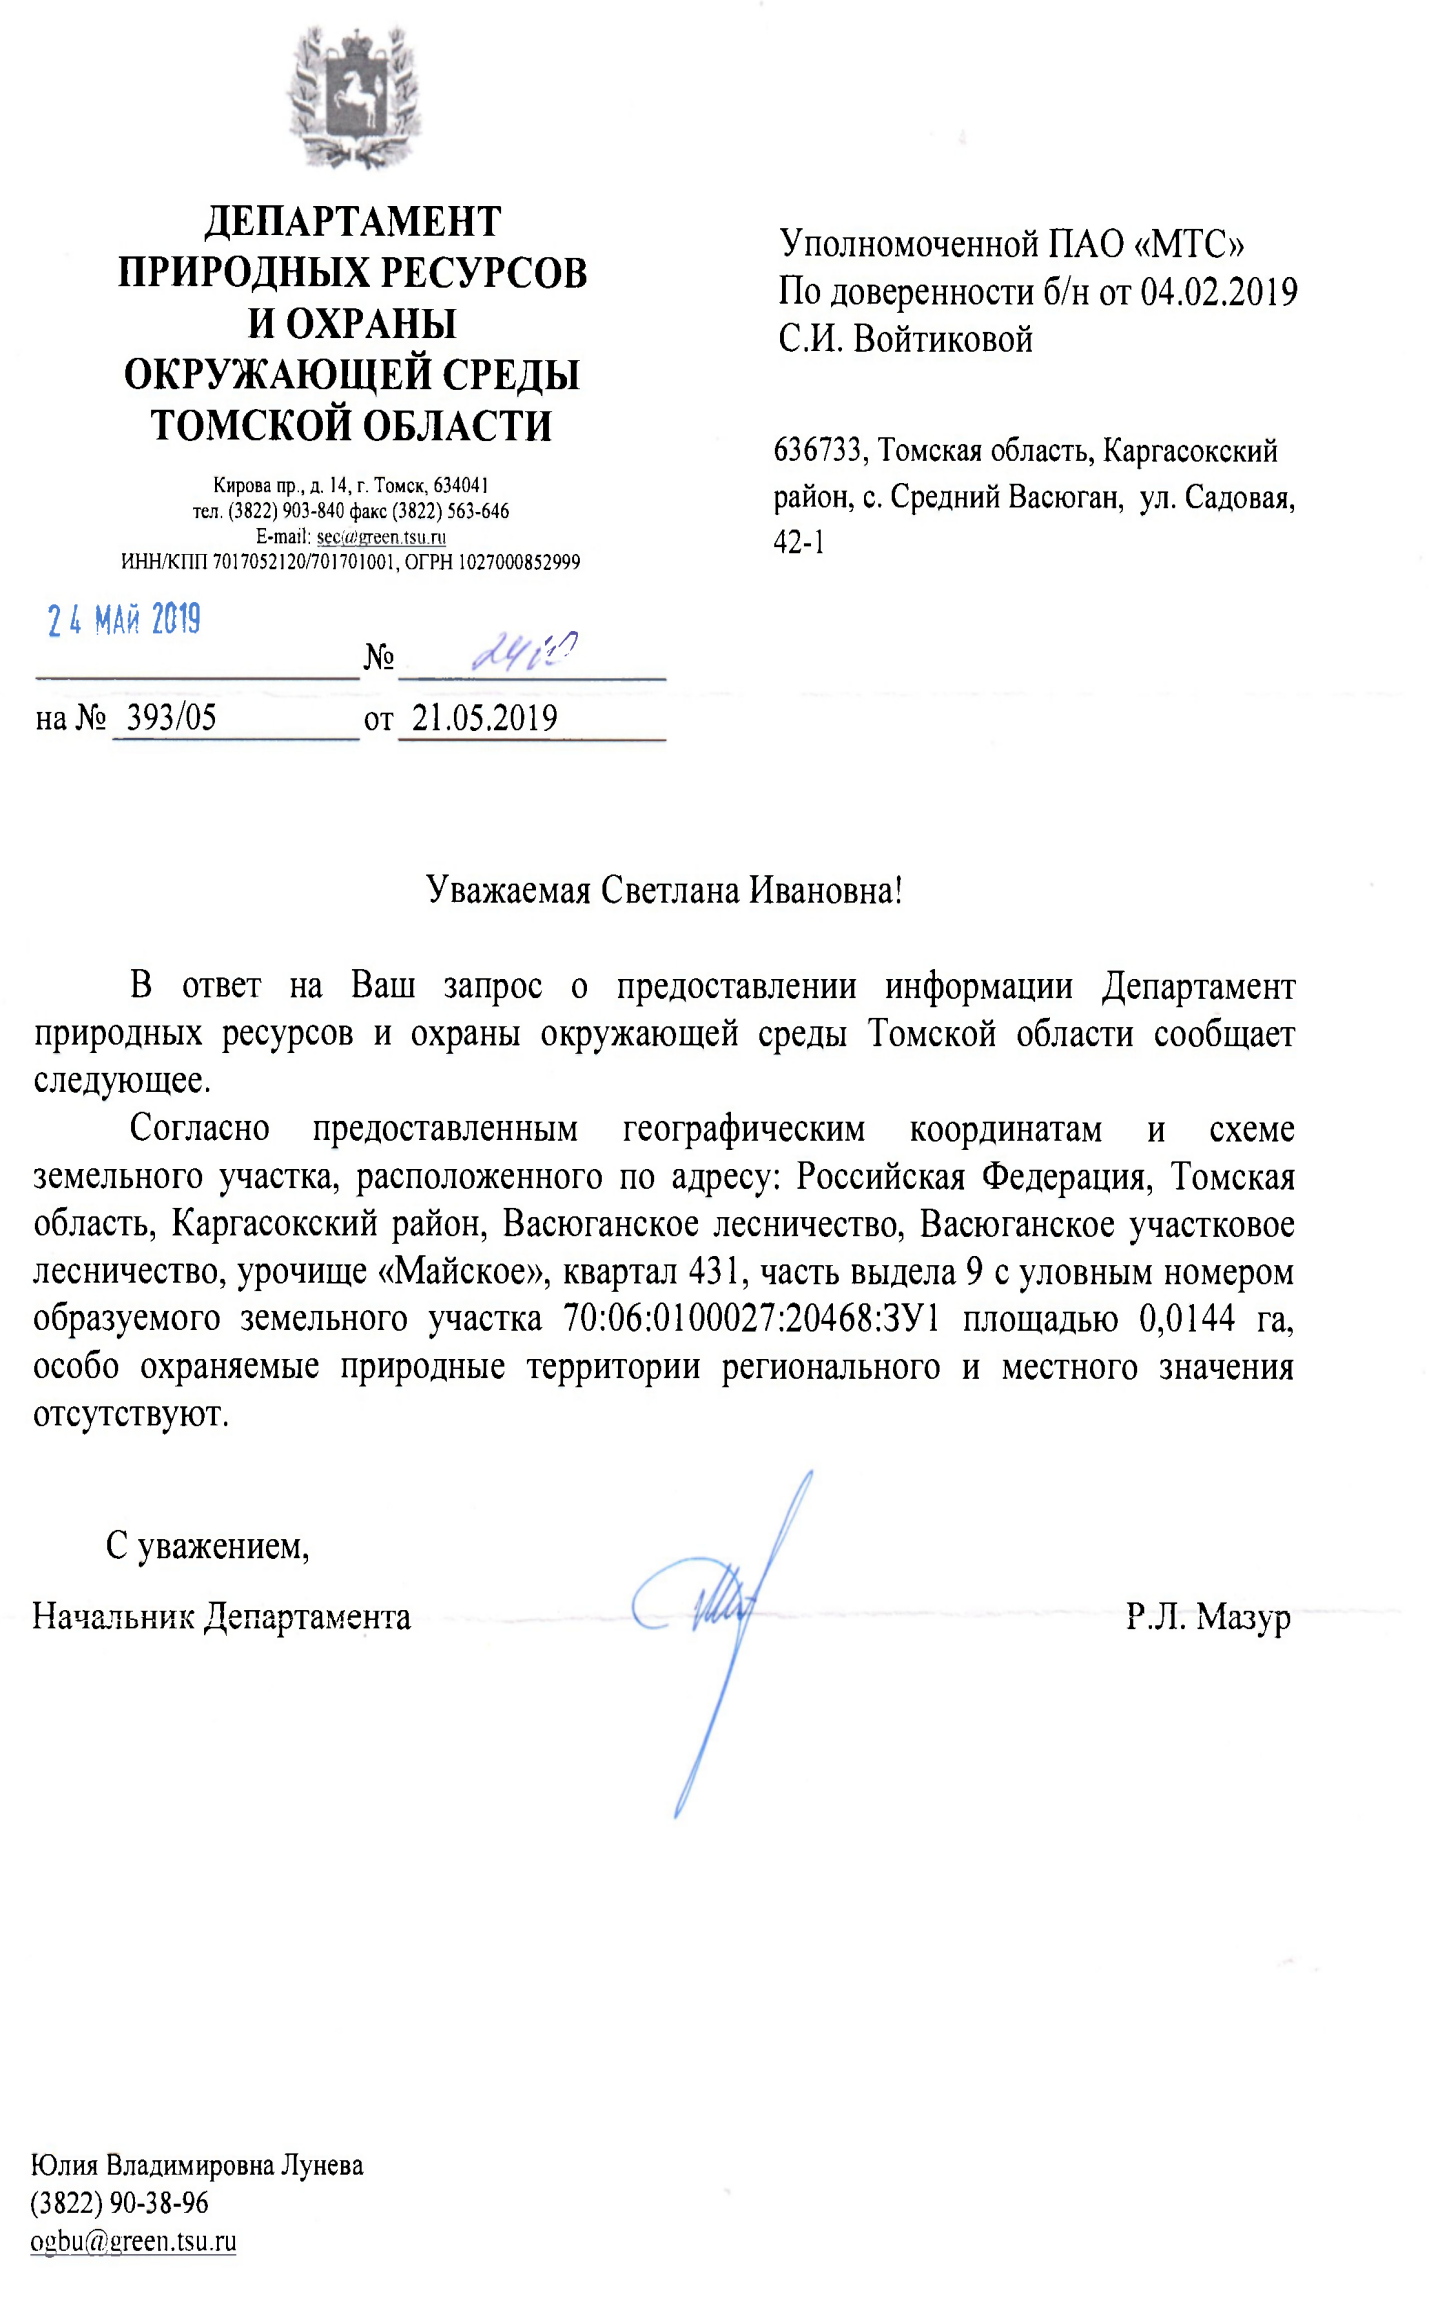 ДЕПАРТАМЕНТ
ПРИРОДНЫХ РЕСУРСОВ
И ОХРАНЫ
ОКРУЖАЮЩЕЙ СРЕДЫ
ТОМСКОЙ ОБЛАСТИ
Кирова пр., д. 14, г. Томск, 634041
тел. (3822) 903-840 факс (3822) 563-646
E-mail: sec@green.tsu.ru
ИНН/КПП 7017052120/701701001, ОГРН 1027000852999
24 МАЙ 2019
№
на № 393/05 от 21.05.2019
Уполномоченной ПАО «МТС»
По доверенности б/н от 04.02.2019
С.И. Войтиковой
636733, Томская область, Каргасокский
район, с. Средний Васюган, ул. Садовая,
42-1
Уважаемая Светлана Ивановна!
В ответ на Ваш запрос о предоставлении информации Департамент
природных ресурсов и охраны окружающей среды Томской области сообщает
следующее.
Согласно предоставленным географическим координатам и схеме
земельного участка, расположенного по адресу: Российская Федерация, Томская
область, Каргасокский район, Васюганское лесничество, Васюганское участковое
лесничество, урочище «Майское», квартал 431, часть выдела 9 с уловным номером
образуемого земельного участка 70:06:0100027:20468:ЗУ1 площадью 0,0144 га,
особо охраняемые природные территории регионального и местного значения
отсутствуют.
С уважением,
Начальник Департамента Р.Л. Мазур
Юлия Владимировна Лунева
(3822) 90-38-96
ogbu@green.tsu.ru